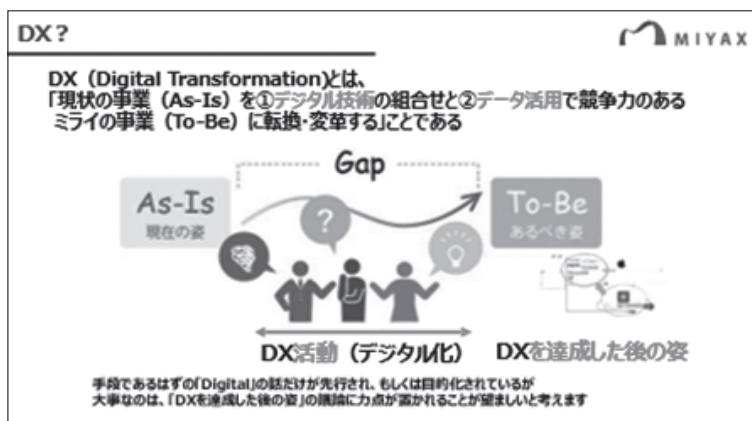 DX？
MIYAX
DX（Digital Transformation)とは、
「現状の事業（As-Is）を①デジタル技術の組合せと②データ活用で競争力のある
ミライの事業（To-Be）に転換・変革する」ことである
Gap
As-Is
現在の姿
?
To-Be
あるべき姿
DX活動（デジタル化）
DXを達成した後の姿
手段であるはずの「Digital」の話だけが先行され、もしくは目的化されているが
大事なのは、「DXを達成した後の姿」の議論に力点が置かれることが望ましいと考えます